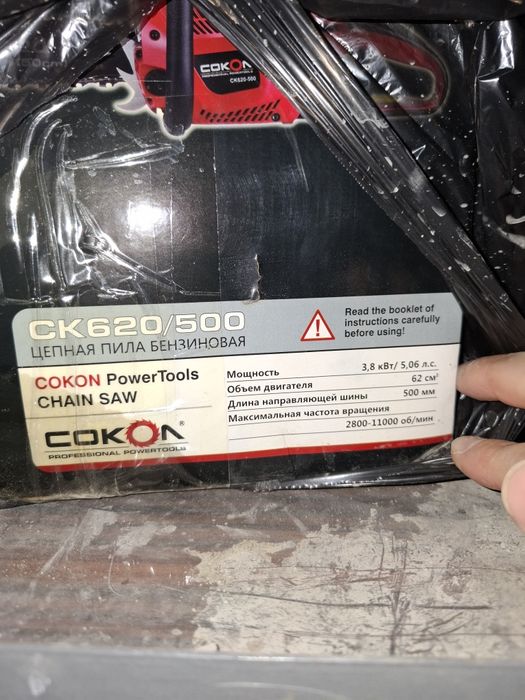 COKON
PROFESSIONAL POWERTOOLS
CK620-500
CK620/500
ЦЕПНАЯ ПИЛА БЕНЗИНОВАЯ
Read the booklet of
instructions carefully
before using!
COKON PowerTools
CHAIN SAW
COKON®
PROFESSIONAL POWERTOOLS
Мощность 3,8 кВт/ 5,06 л.с.
Объем двигателя 62 см³
Длина направляющей шины 500 мм
Максимальная частота вращения
2800-11000 об/мин